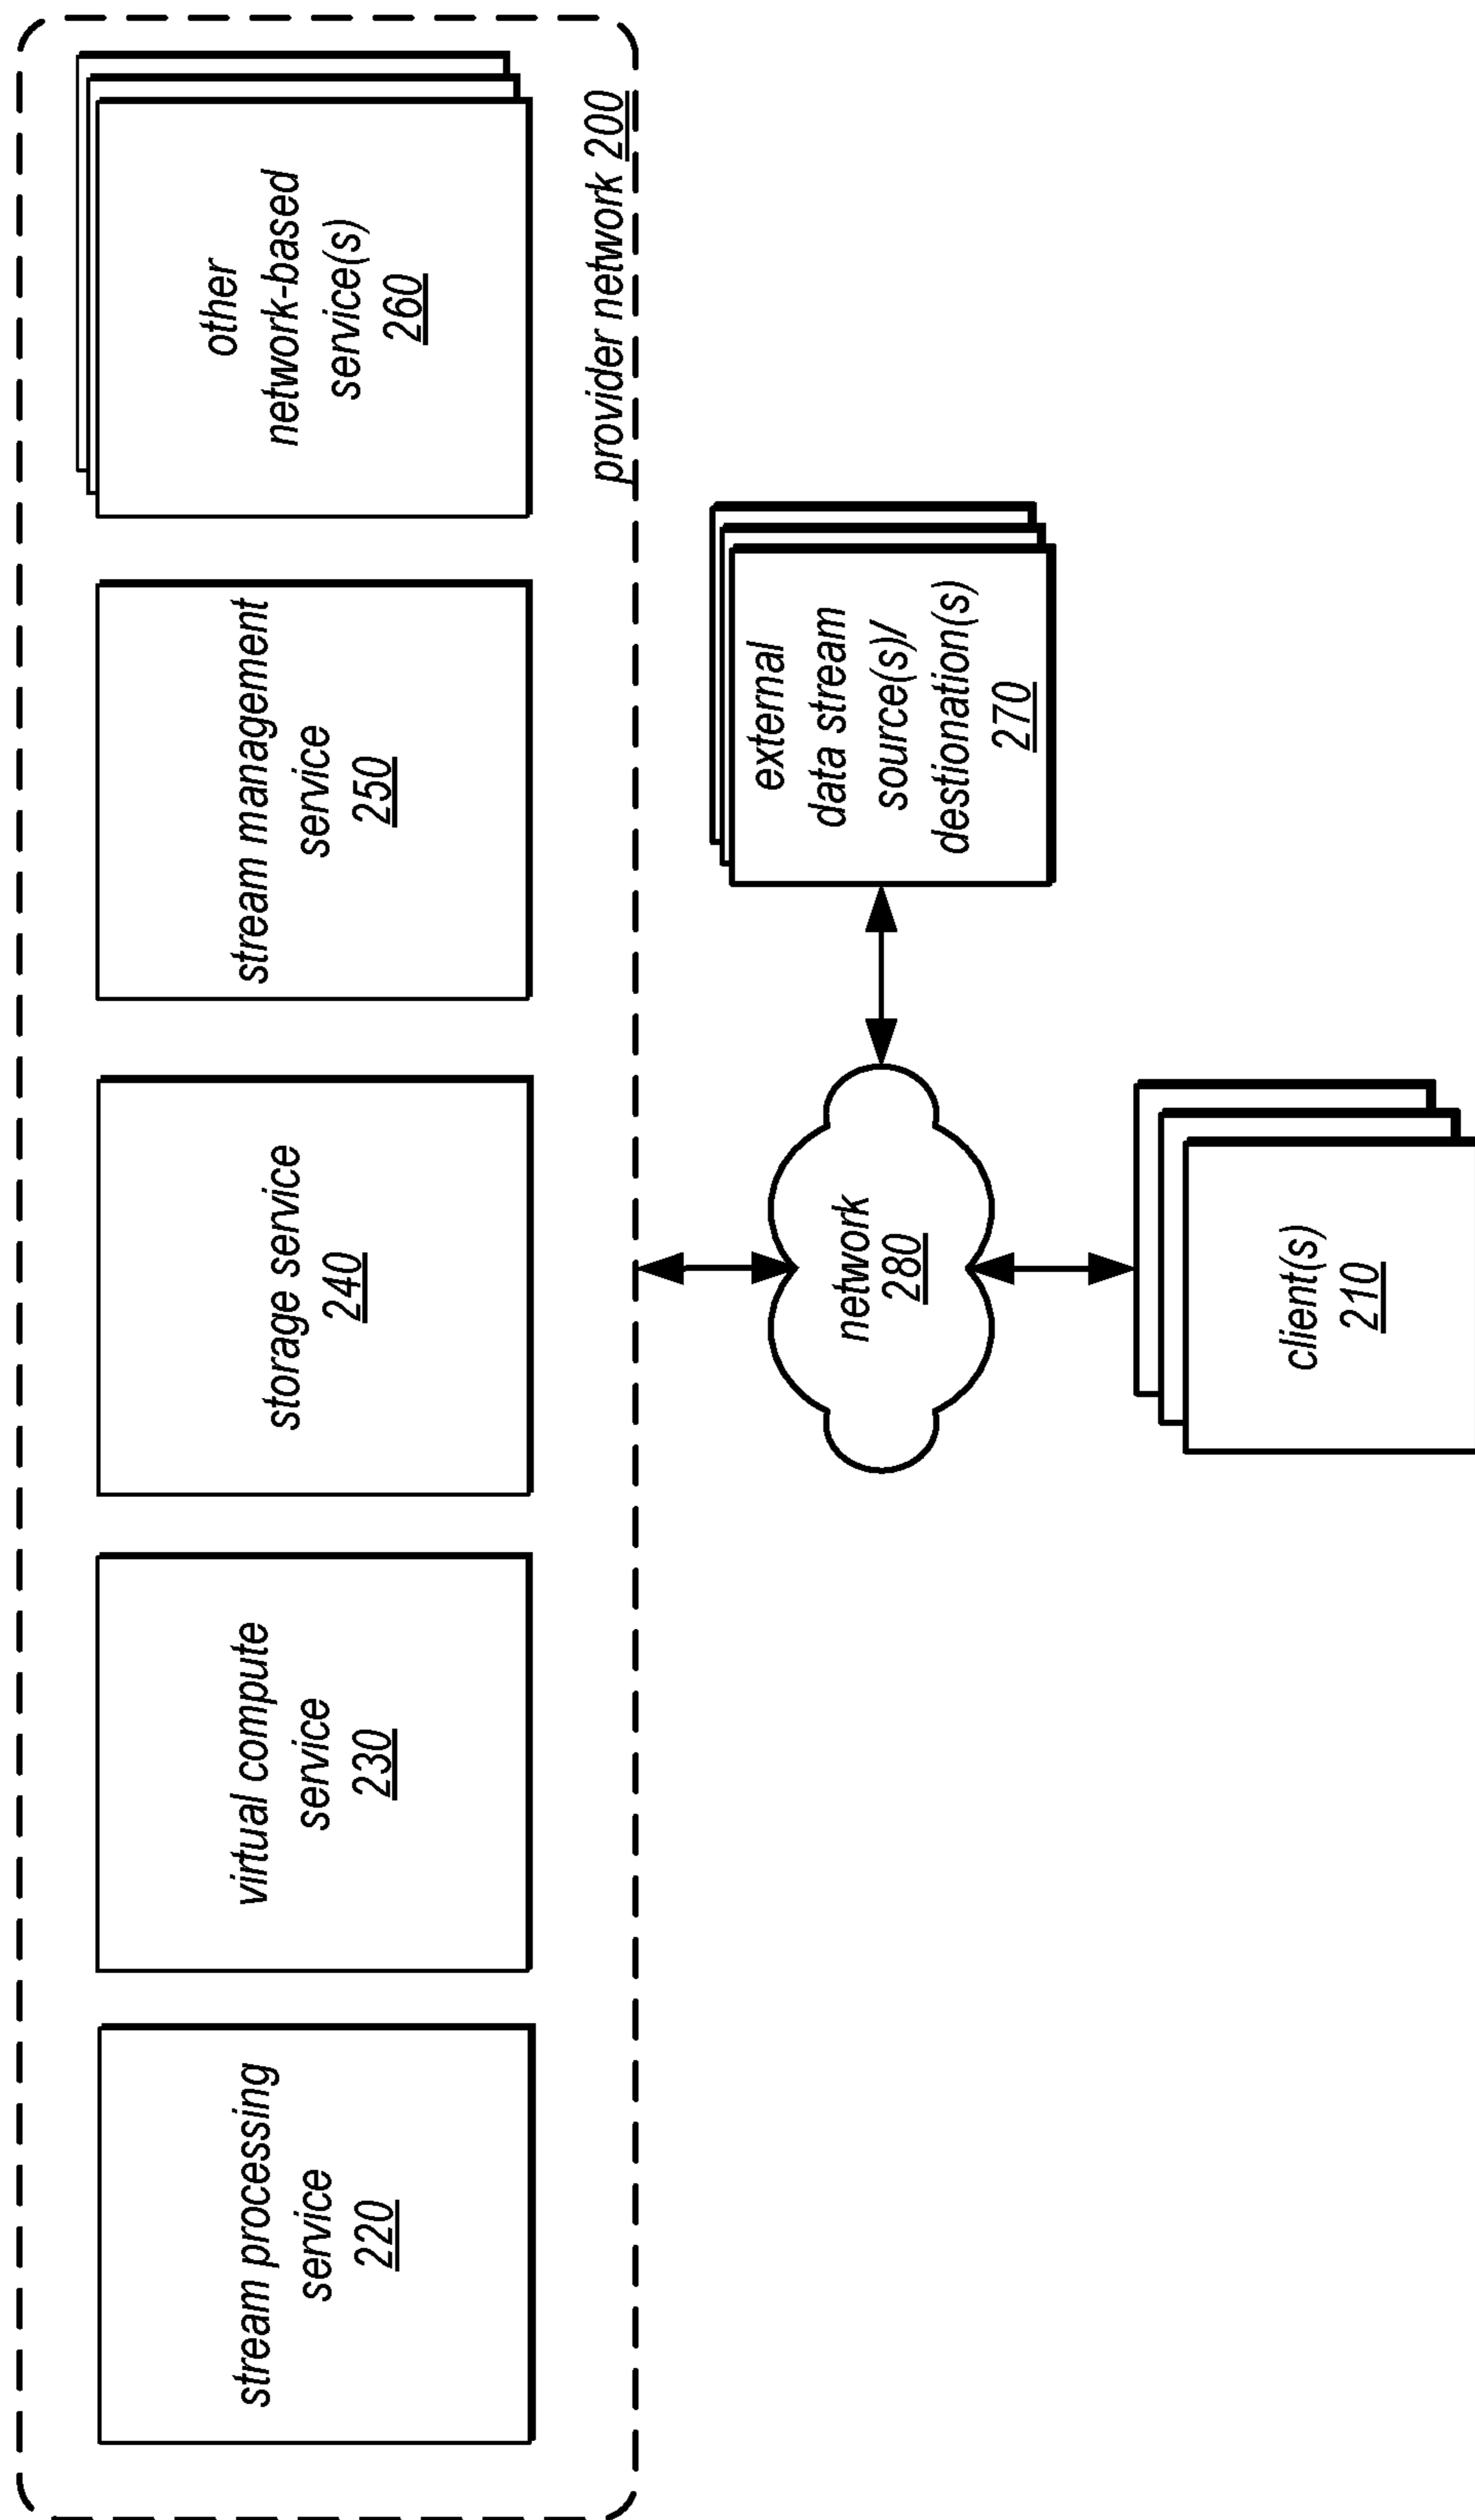 stream processing
service
220
virtual compute
service
230
storage service
240
stream management
service
250
other
network-based
service(s)
260
provider network 200
external
data stream
source(s)/
destionation(s)
270
network
280
client(s)
210